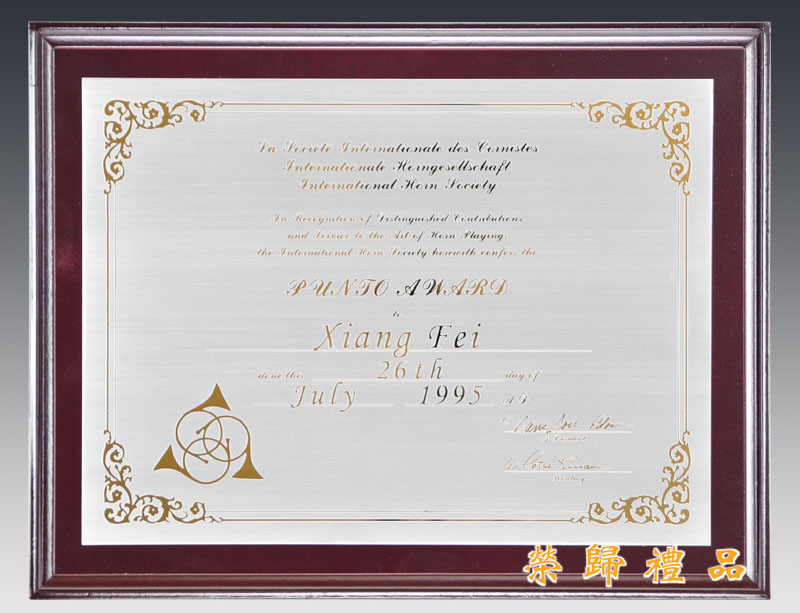 La Société Internationale des Cornistes
Internationale Horngesellschaft
International Horn Society
In Recognition of Distinguished Contributions
and Service to the Art of Horn Playing,
the International Horn Society herewith confers the
PUNTO AWARD
to
Xiang Fei
done this 26th day of
July 1995 A.D.
President
Secretary
榮歸禮品